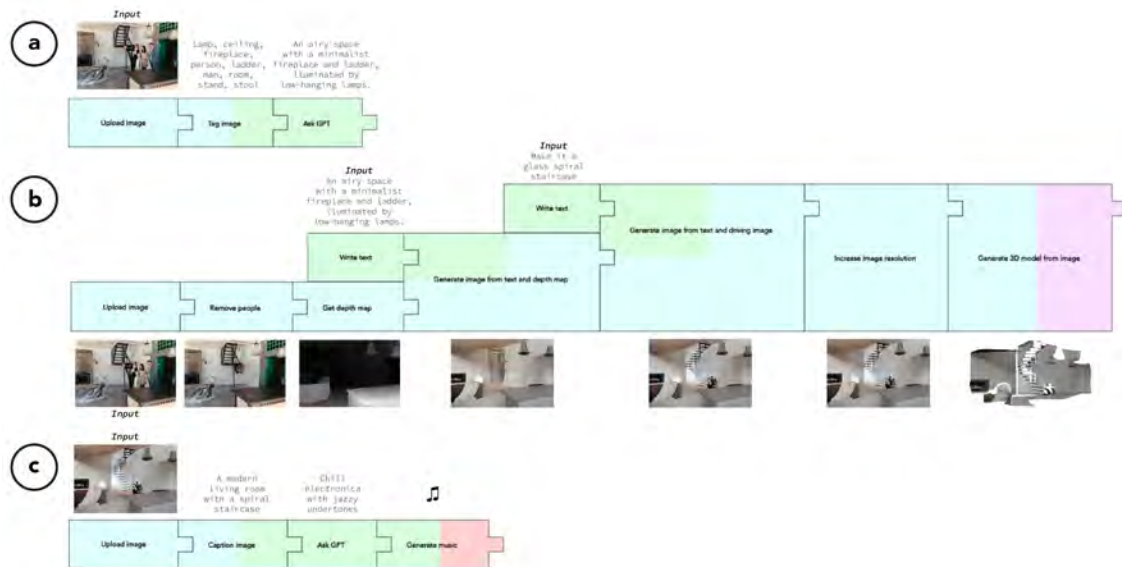 a
Input
Lamp, ceiling,
fireplace,
person, ladder,
man, room,
stand, stool
An airy space
with a minimalist
fireplace and ladder,
illuminated by
low-hanging lamps.
Upload image
Tag image
Ask GPT
b
Input
An airy space
with a minimalist
fireplace and ladder,
illuminated by
low-hanging lamps.
Input
Make it a
glass spiral
staircase
Write text
Write text
Generate image from text and driving image
Increase image resolution
Generate 3D model from image
Generate image from text and depth map
Upload image
Remove people
Get depth map
Input
c
Input
A modern
living room
with a spiral
staircase
Chill
electronica
with jazzy
undertones
Upload image
Caption image
Ask GPT
Generate music